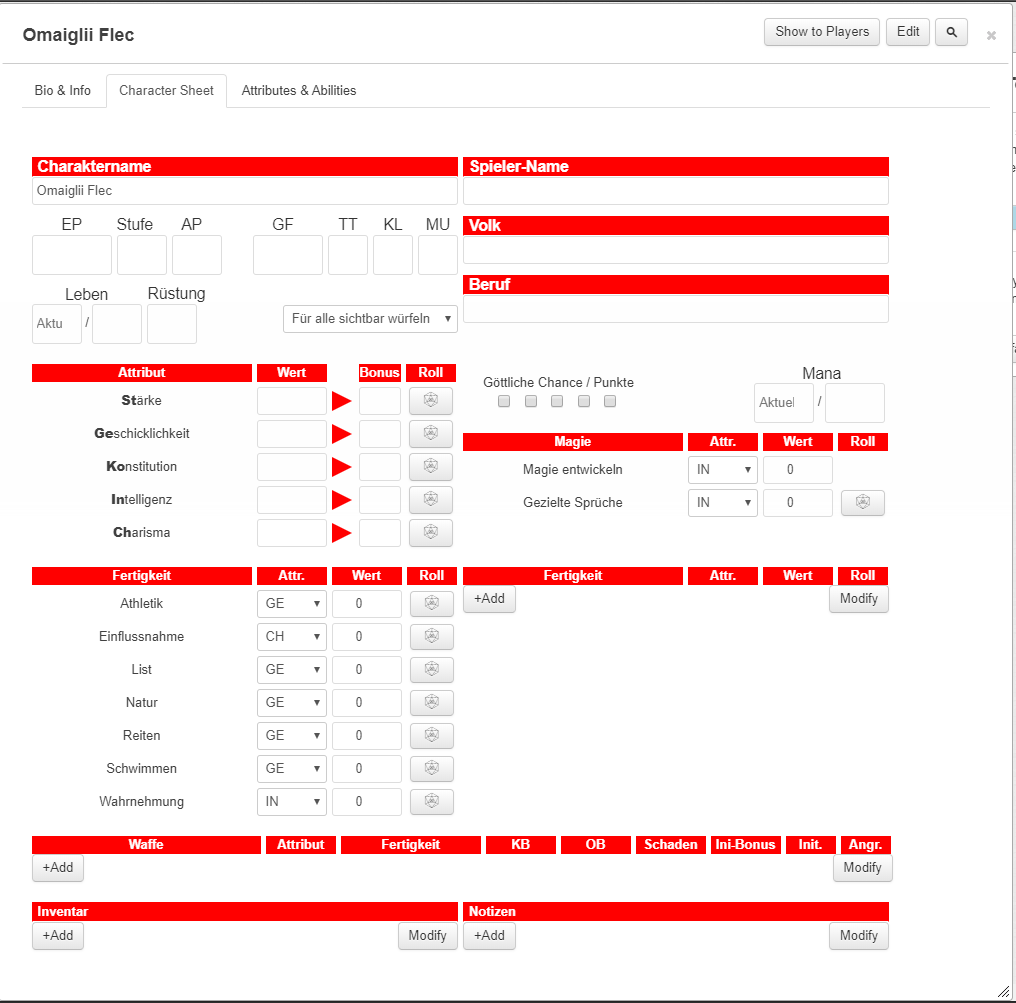 Omaiglii Flec
Show to Players Edit
Bio & Info Character Sheet Attributes & Abilities
Charaktername Spieler-Name
Omaiglii Flec
EP Stufe AP GF TT KL MU
Volk
Beruf
Leben Rüstung
Aktu / Für alle sichtbar würfeln
Attribut Wert Bonus Roll
Stärke
Geschicklichkeit
Konstitution
Intelligenz
Charisma
Göttliche Chance / Punkte
Mana
Aktuel /
Magie Attr. Wert Roll
Magie entwickeln IN 0
Gezielte Sprüche IN 0
Fertigkeit Attr. Wert Roll
Athletik GE 0
Einflussnahme CH 0
List GE 0
Natur GE 0
Reiten GE 0
Schwimmen GE 0
Wahrnehmung IN 0
Fertigkeit Attr. Wert Roll
+Add Modify
Waffe Attribut Fertigkeit KB OB Schaden Ini-Bonus Init. Angr.
+Add Modify
Inventar
+Add Modify
Notizen
+Add Modify